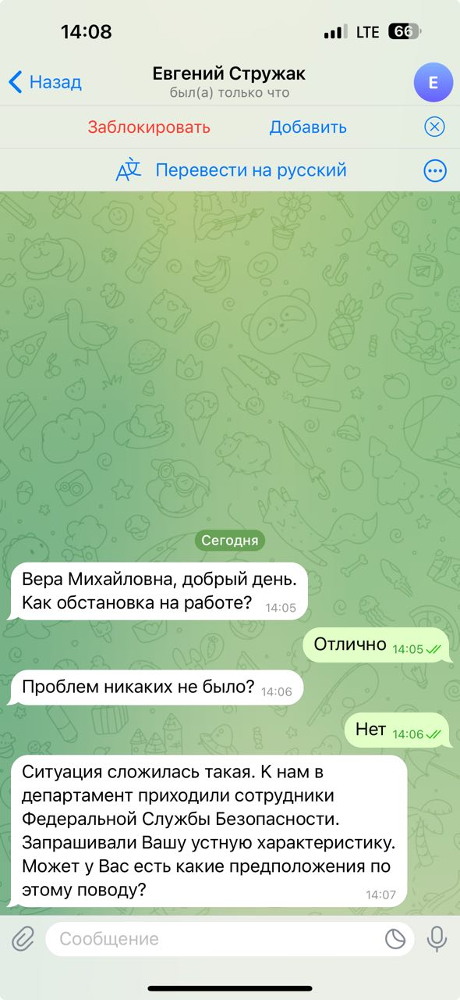 14:08
LTE 66
Назад
Евгений Стружак
был(а) только что
E
Заблокировать Добавить
Перевести на русский
Сегодня
Вера Михайловна, добрый день.
Как обстановка на работе? 14:05
Отлично 14:05
Проблем никаких не было? 14:06
Нет 14:06
Ситуация сложилась такая. К нам в
департамент приходили сотрудники
Федеральной Службы Безопасности.
Запрашивали Вашу устную характеристику.
Может у Вас есть какие предположения по
этому поводу? 14:07
Сообщение